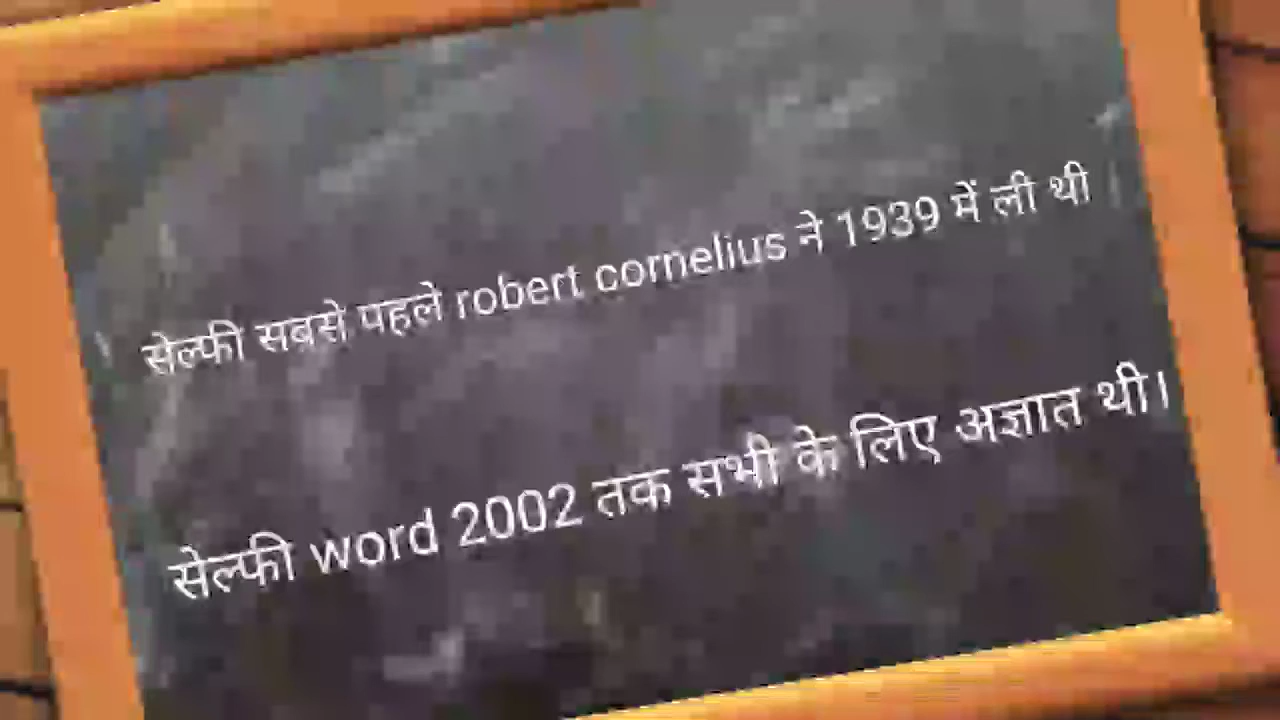 सेल्फी सबसे पहले robert cornelius ने 1939 में ली थी
सेल्फी word 2002 तक सभी के लिए अज्ञात थी।